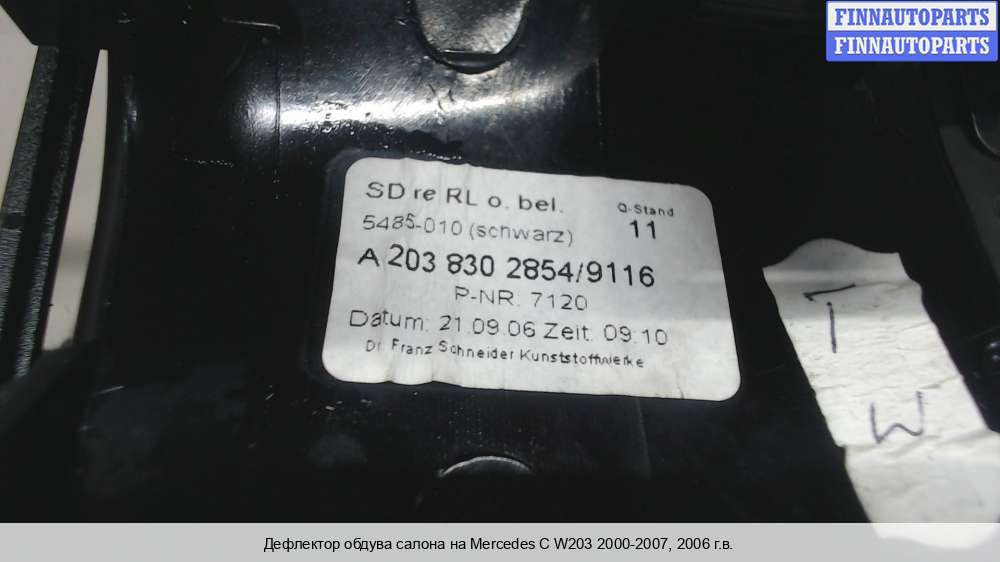 FINNAUTOPARTS
FINNAUTOPARTS
SD re RL o. bel.
Q-Stand
5485-010 (schwarz)
11
A 203 830 2854/9116
P-NR: 7120
Datum: 21.09.06 Zeit: 09:10
Dr. Franz Schneider Kunststoffwerke
T
W
Дефлектор обдува салона на Mercedes C W203 2000-2007, 2006 г.в.